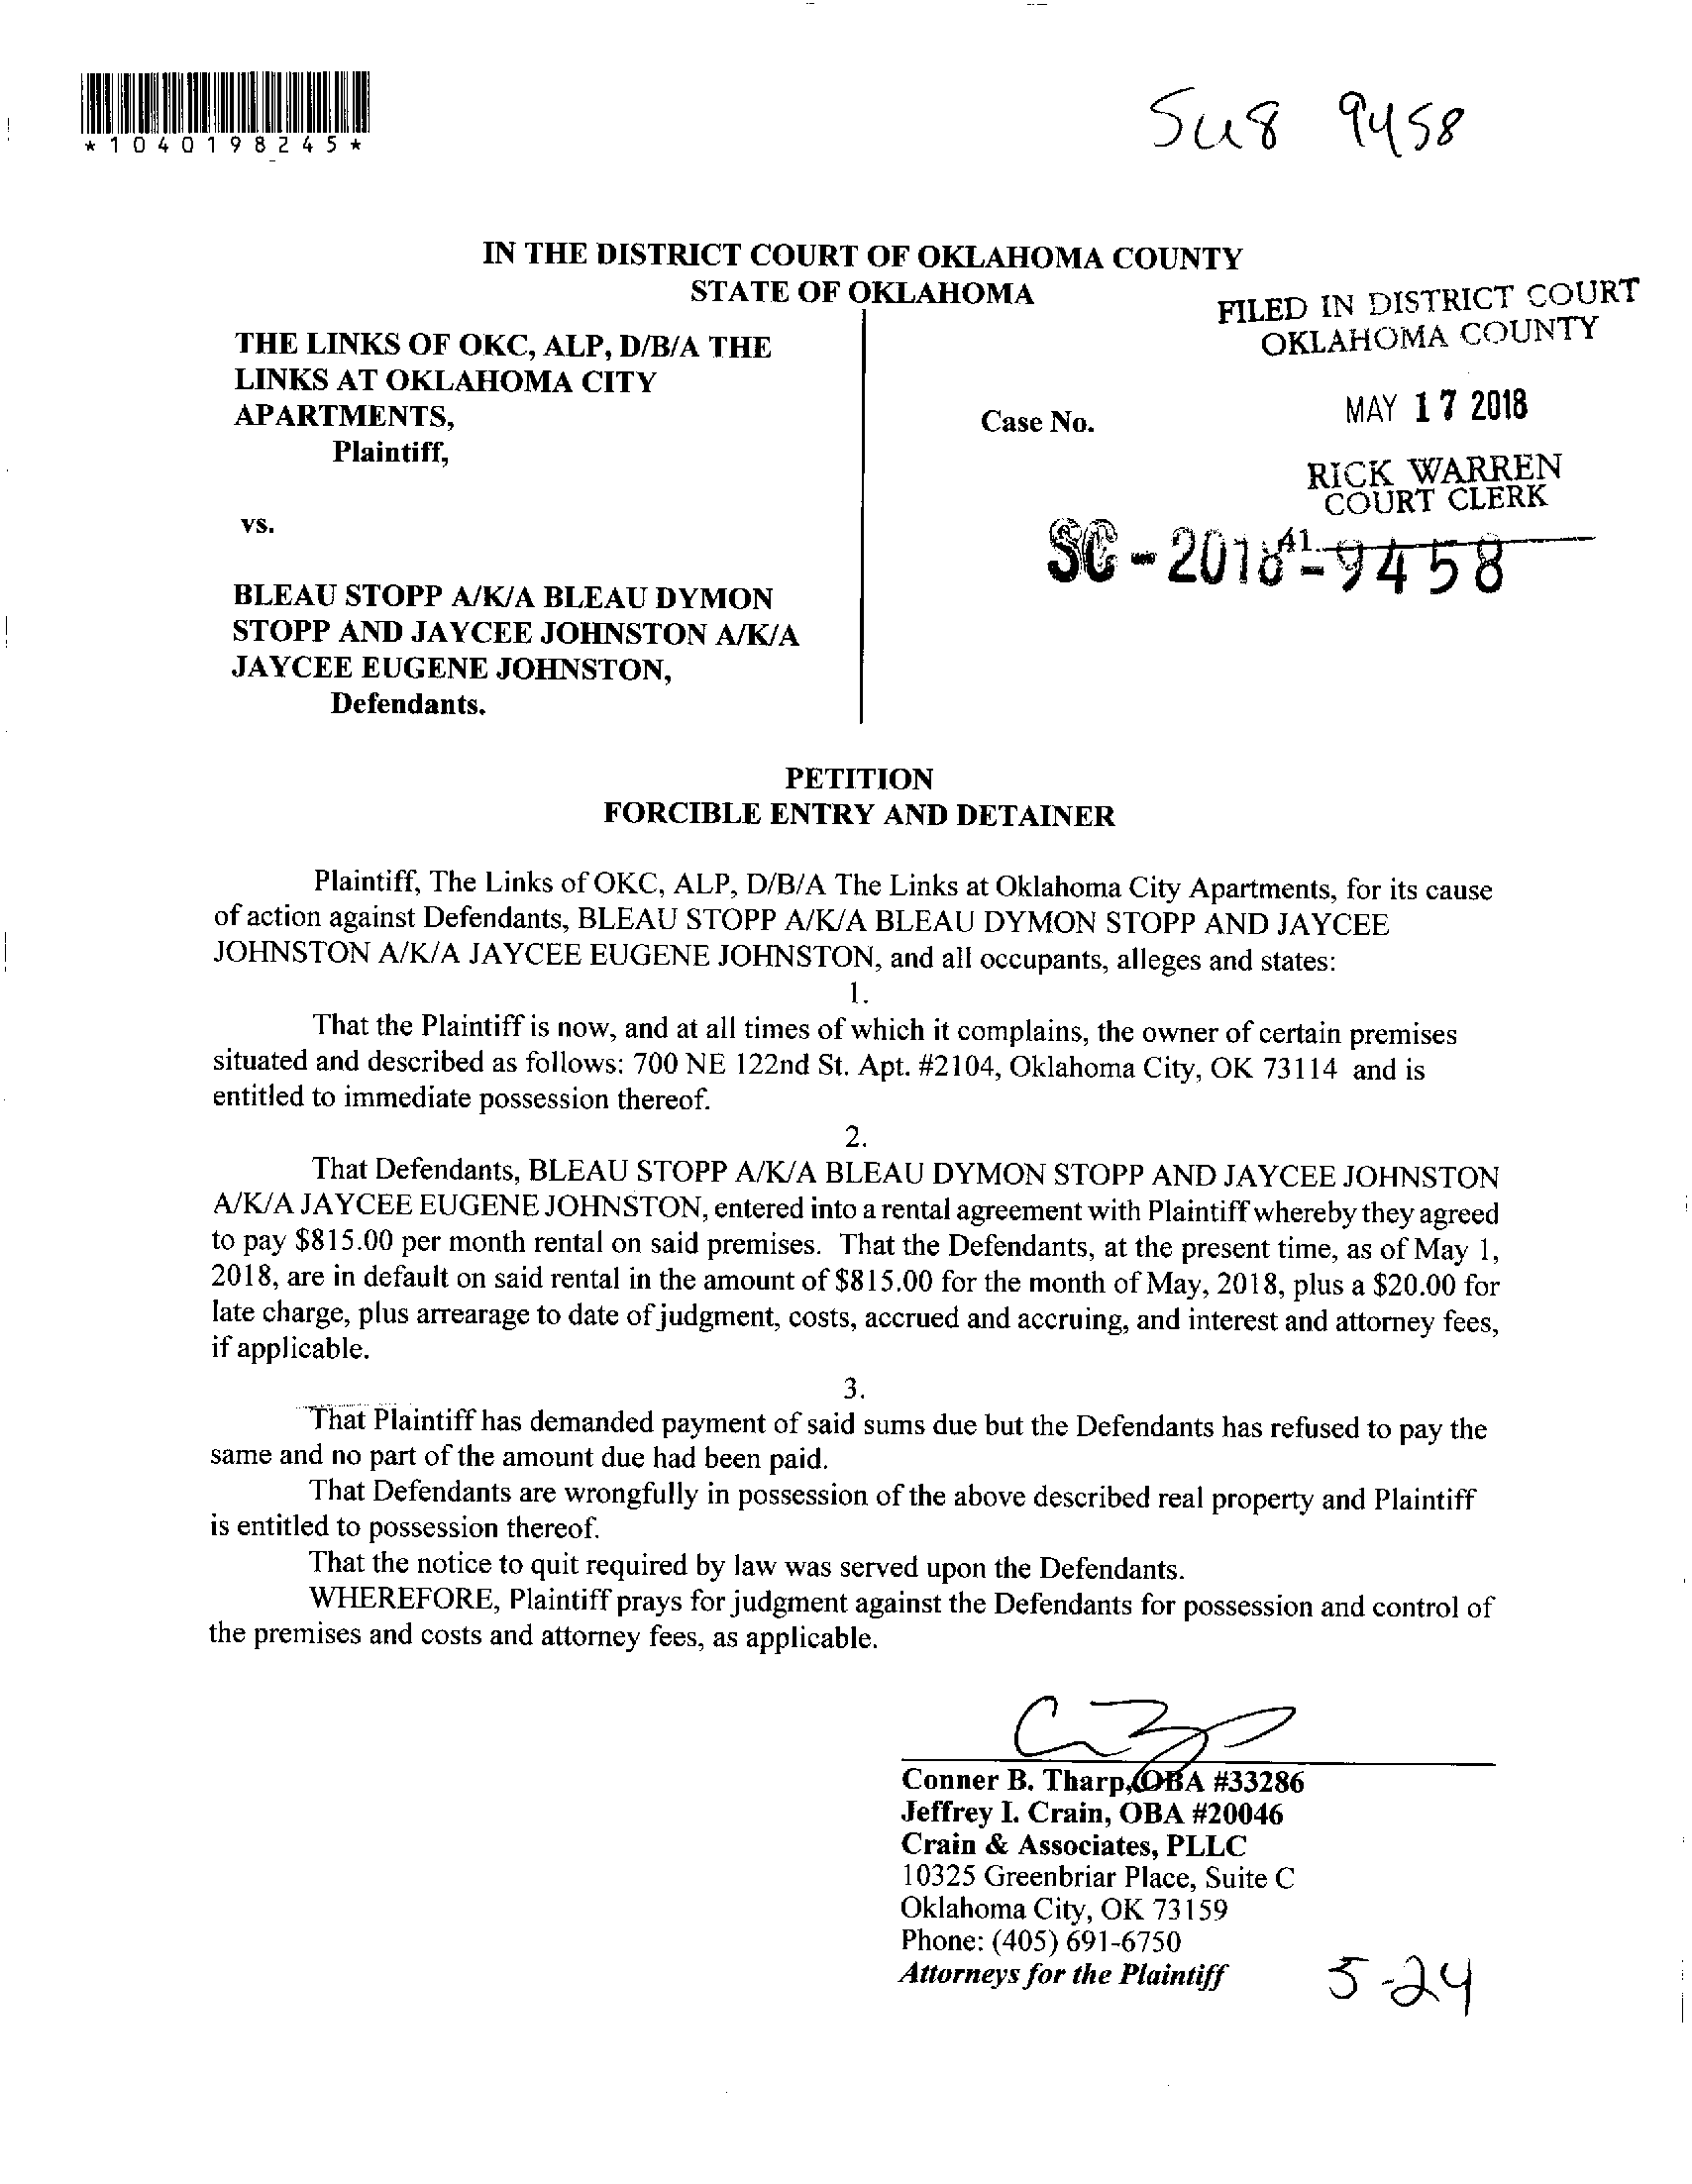 *1040198245*
Su8 9458
IN THE DISTRICT COURT OF OKLAHOMA COUNTY
STATE OF OKLAHOMA
FILED IN DISTRICT COURT
OKLAHOMA COUNTY
MAY 17 2018
RICK WARREN
COURT CLERK
THE LINKS OF OKC, ALP, D/B/A THE
LINKS AT OKLAHOMA CITY
APARTMENTS,
Plaintiff,
Case No.
SC-2018-9458
41
vs.
BLEAU STOPP A/K/A BLEAU DYMON
STOPP AND JAYCEE JOHNSTON A/K/A
JAYCEE EUGENE JOHNSTON,
Defendants.
PETITION
FORCIBLE ENTRY AND DETAINER
Plaintiff, The Links of OKC, ALP, D/B/A The Links at Oklahoma City Apartments, for its cause
of action against Defendants, BLEAU STOPP A/K/A BLEAU DYMON STOPP AND JAYCEE
JOHNSTON A/K/A JAYCEE EUGENE JOHNSTON, and all occupants, alleges and states:
1.
That the Plaintiff is now, and at all times of which it complains, the owner of certain premises
situated and described as follows: 700 NE 122nd St. Apt. #2104, Oklahoma City, OK 73114 and is
entitled to immediate possession thereof.
2.
That Defendants, BLEAU STOPP A/K/A BLEAU DYMON STOPP AND JAYCEE JOHNSTON
A/K/A JAYCEE EUGENE JOHNSTON, entered into a rental agreement with Plaintiff whereby they agreed
to pay $815.00 per month rental on said premises. That the Defendants, at the present time, as of May 1,
2018, are in default on said rental in the amount of $815.00 for the month of May, 2018, plus a $20.00 for
late charge, plus arrearage to date of judgment, costs, accrued and accruing, and interest and attorney fees,
if applicable.
3.
That Plaintiff has demanded payment of said sums due but the Defendants has refused to pay the
same and no part of the amount due had been paid.
That Defendants are wrongfully in possession of the above described real property and Plaintiff
is entitled to possession thereof.
That the notice to quit required by law was served upon the Defendants.
WHEREFORE, Plaintiff prays for judgment against the Defendants for possession and control of
the premises and costs and attorney fees, as applicable.
Conner B. Tharp, OBA #33286
Jeffrey I. Crain, OBA #20046
Crain & Associates, PLLC
10325 Greenbriar Place, Suite C
Oklahoma City, OK 73159
Phone: (405) 691-6750
Attorneys for the Plaintiff
5-24